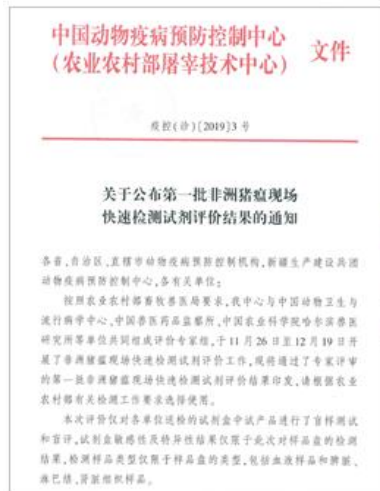 中国动物疫病预防控制中心
(农业农村部屠宰技术中心)
文件
疫控(诊)[2019]3号
关于公布第一批非洲猪瘟现场
快速检测试剂评价结果的通知
各省、自治区、直辖市动物疫病预防控制机构,新疆生产建设兵团
动物疫病预防控制中心,各有关单位:
按照农业农村部畜牧兽医局要求,我中心与中国动物卫生与
流行病学中心、中国兽医药品监察所、中国农业科学院哈尔滨兽医
研究所等单位共同组成评价专家组,于11月26日至12月19日开
展了非洲猪瘟现场快速检测试剂评价工作,现将通过了专家评审
的第一批非洲猪瘟现场快速检测试剂评价结果印发,请根据农业
农村部有关检测工作要求选择使用。
本次评价仅对各单位送检的试剂盒中试产品进行了盲样测试
和盲评,试剂盒敏感性及特异性结果仅限于此次对样品盘的检测
结果,检测样品类型仅限于样品盘的类型,包括血液样品和脾脏、
淋巴结、肾脏组织样品。